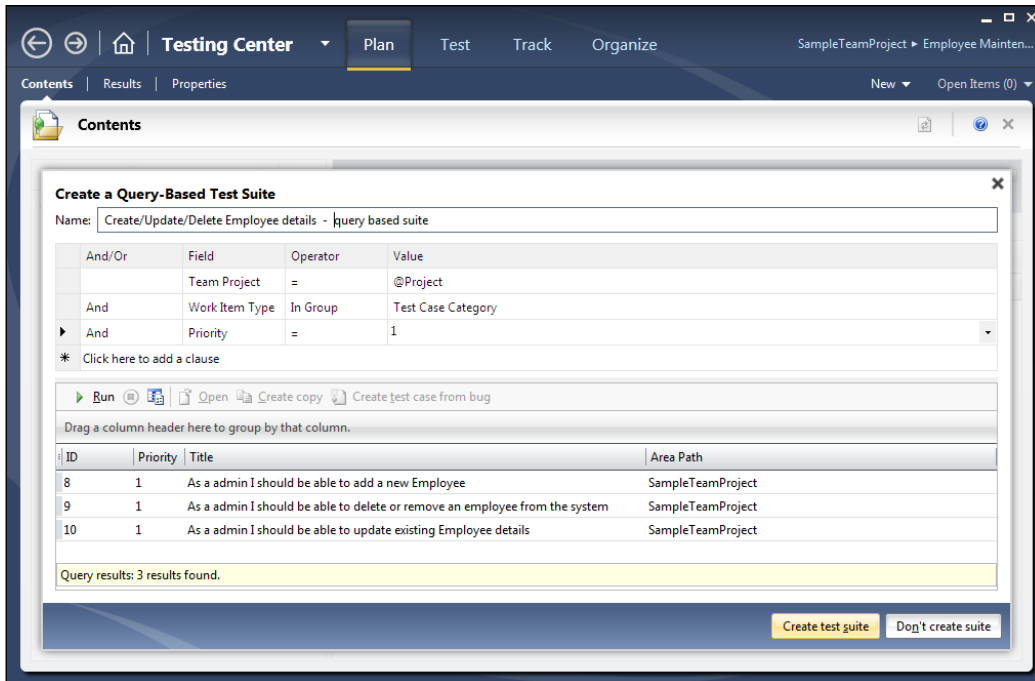 Testing Center Plan Test Track Organize SampleTeamProject ▸ Employee Mainten...
Contents | Results | Properties New Open Items (0)
Contents
Create a Query-Based Test Suite
Name: Create/Update/Delete Employee details - query based suite
And/Or Field Operator Value
Team Project = @Project
And Work Item Type In Group Test Case Category
And Priority = 1
* Click here to add a clause
Run Open Create copy Create test case from bug
Drag a column header here to group by that column.
ID Priority Title Area Path
8 1 As a admin I should be able to add a new Employee SampleTeamProject
9 1 As a admin I should be able to delete or remove an employee from the system SampleTeamProject
10 1 As a admin I should be able to update existing Employee details SampleTeamProject
Query results: 3 results found.
Create test suite Don't create suite